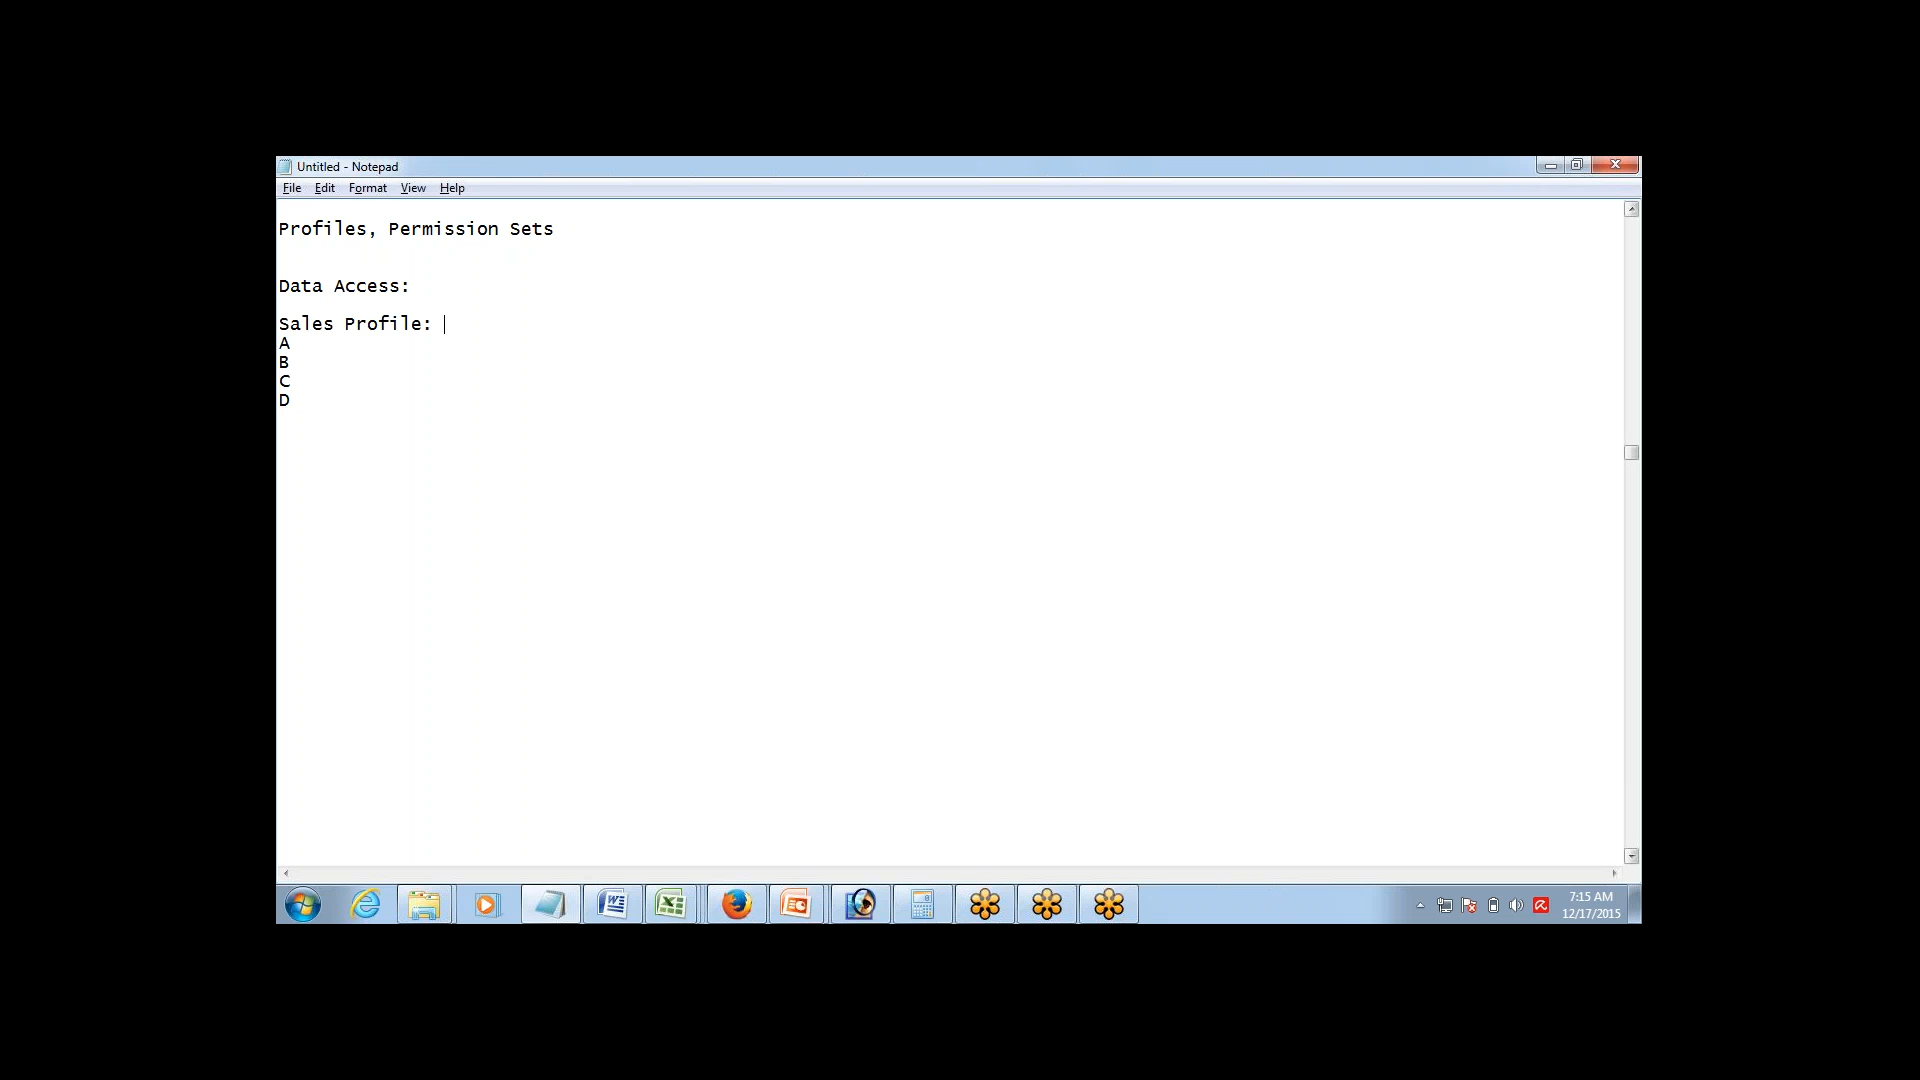 Untitled - Notepad
File Edit Format View Help
Profiles, Permission Sets
Data Access:
Sales Profile:
A
B
C
D
7:15 AM
12/17/2015